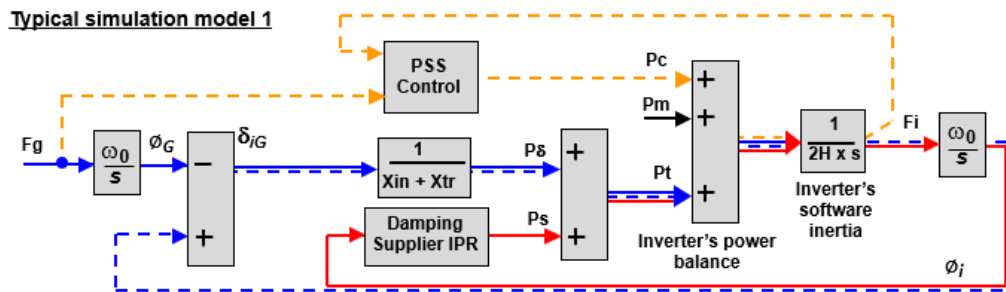 Typical simulation model 1
PSS
Control
Pc
Pm
Fg
ω0
s
ØG
δiG
−
+
1
Xin + Xtr
Pδ
+
+
Damping
Supplier IPR
Ps
Pt
+
+
+
Inverter's power
balance
1
2H x s
Inverter's
software
inertia
Fi
ω0
s
Øi